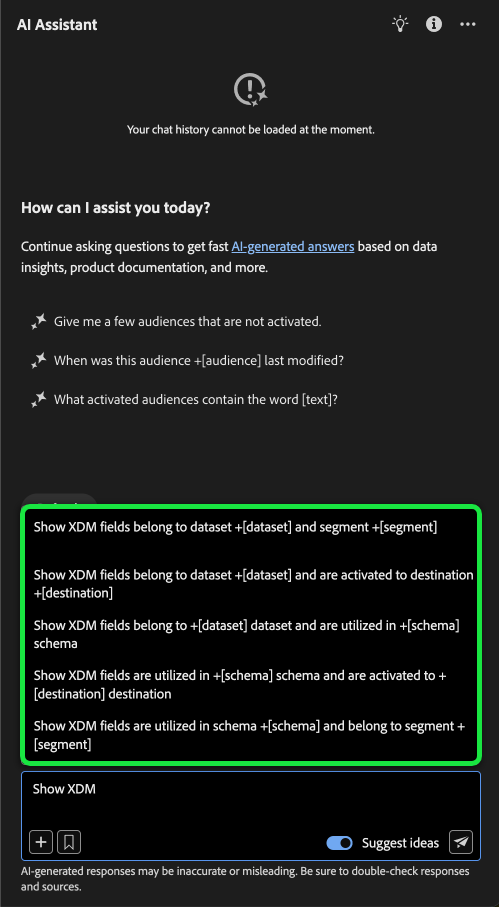 AI Assistant
Your chat history cannot be loaded at the moment.
How can I assist you today?
Continue asking questions to get fast AI-generated answers based on data
insights, product documentation, and more.
Give me a few audiences that are not activated.
When was this audience +[audience] last modified?
What activated audiences contain the word [text]?
Show XDM fields belong to dataset +[dataset] and segment +[segment]
Show XDM fields belong to dataset +[dataset] and are activated to destination
+[destination]
Show XDM fields belong to +[dataset] dataset and are utilized in +[schema]
schema
Show XDM fields are utilized in +[schema] schema and are activated to +
[destination] destination
Show XDM fields are utilized in schema +[schema] and belong to segment +
[segment]
Show XDM
Suggest ideas
AI-generated responses may be inaccurate or misleading. Be sure to double-check responses
and sources.